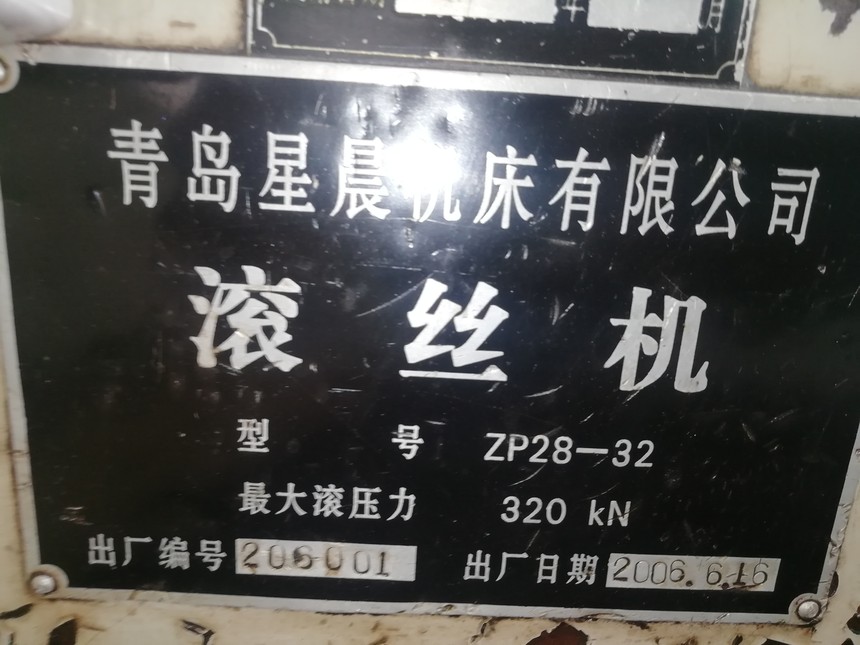 青岛星晨机床有限公司
滚丝机
型号 ZP28-32
最大滚压力 320 kN
出厂编号 206001 出厂日期 2006.6.16